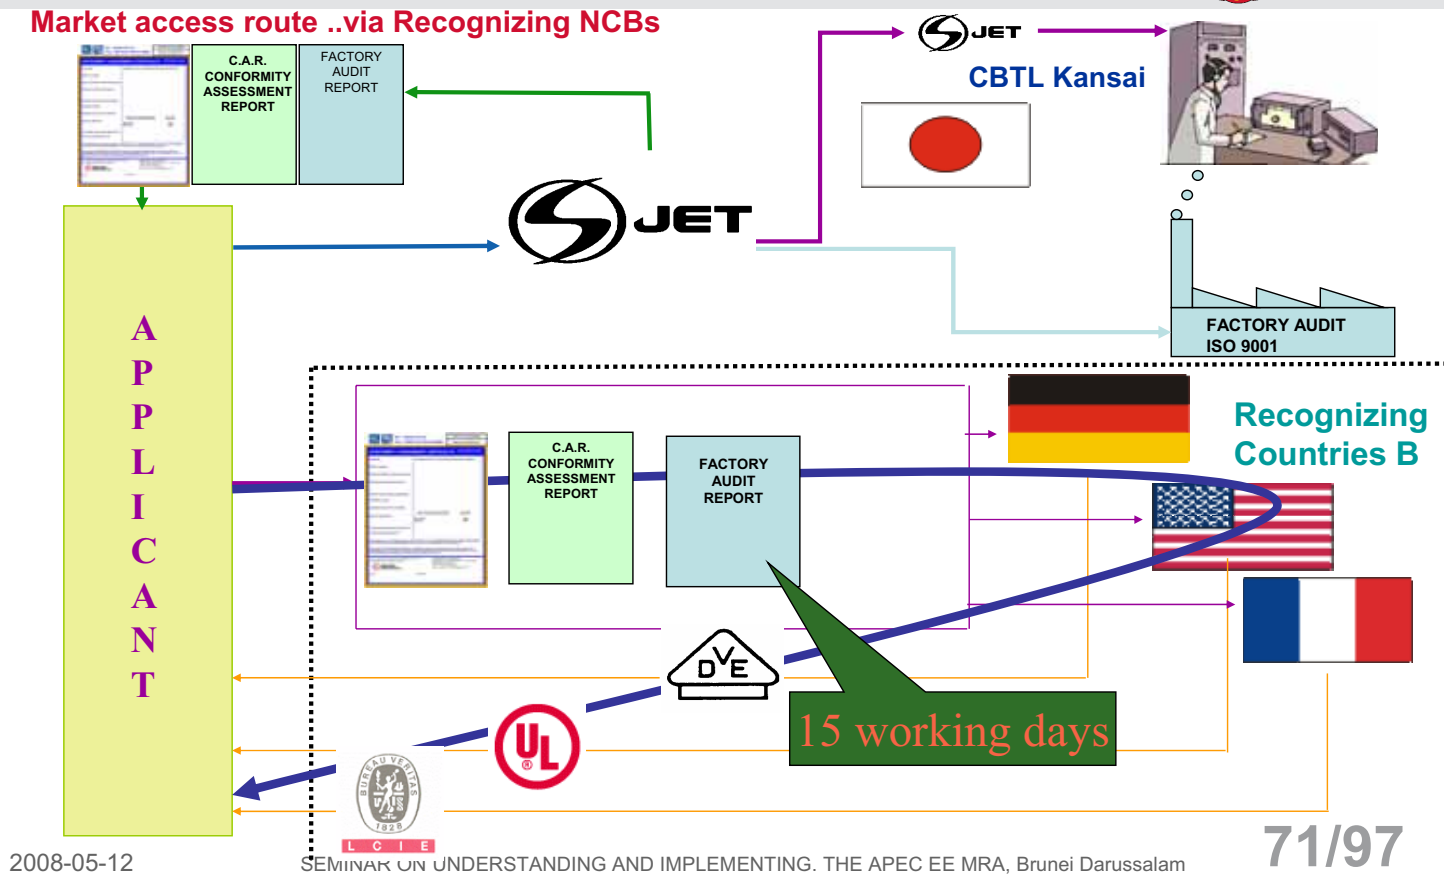 Market access route ..via Recognizing NCBs
C.A.R.
CONFORMITY
ASSESSMENT
REPORT
FACTORY
AUDIT
REPORT
JET
CBTL Kansai
JET
FACTORY AUDIT
ISO 9001
A
P
P
L
I
C
A
N
T
Recognizing
Countries B
C.A.R.
CONFORMITY
ASSESSMENT
REPORT
FACTORY
AUDIT
REPORT
DVE
15 working days
UL
®
BUREAU VERITAS
1828
L C I E
2008-05-12
SEMINAR ON UNDERSTANDING AND IMPLEMENTING. THE APEC EE MRA, Brunei Darussalam
71/97